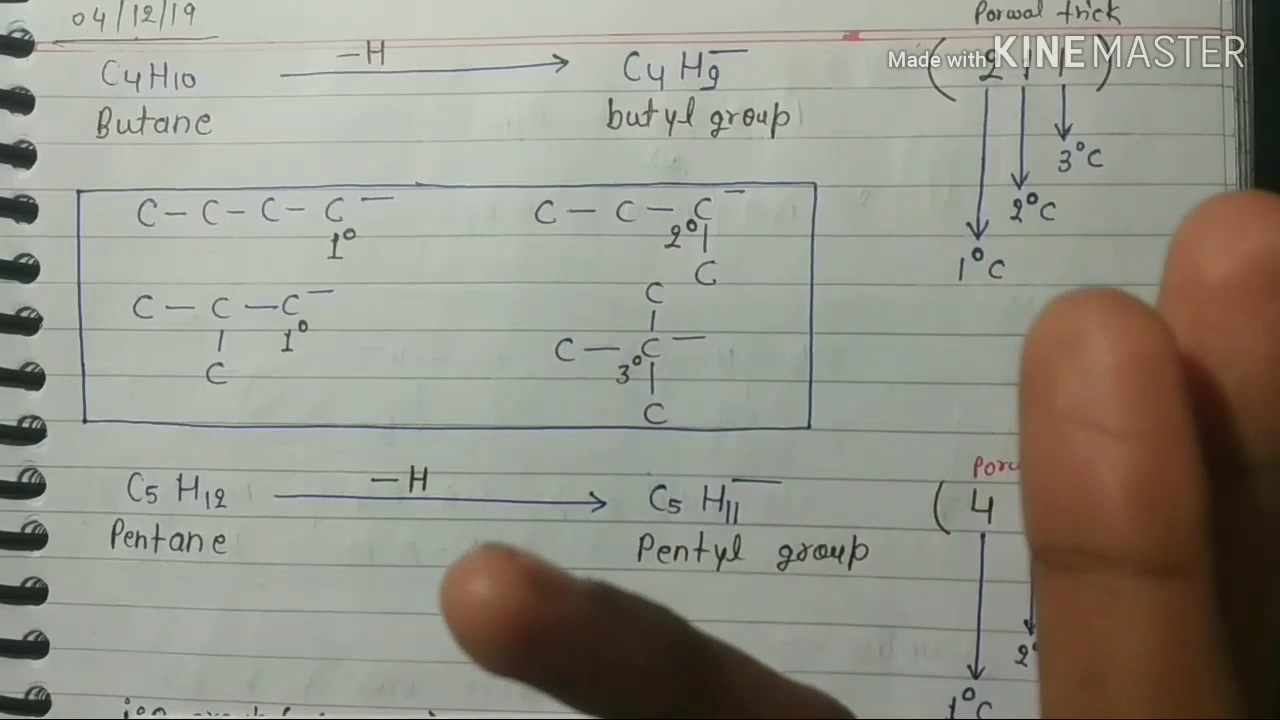 04/12/19
Porwal trick
Made with KINEMASTER
C4H10 —H C4H9—
(211)
Butane
butyl group
3°C
2°C
1°C
C—C—C—C—
1°
C—C—C—
2°
C
C—C—C—
1°
C
C
C—C—
3°
C
C5H12 —H C5H11—
(4
Pentane
Pentyl group
1°C